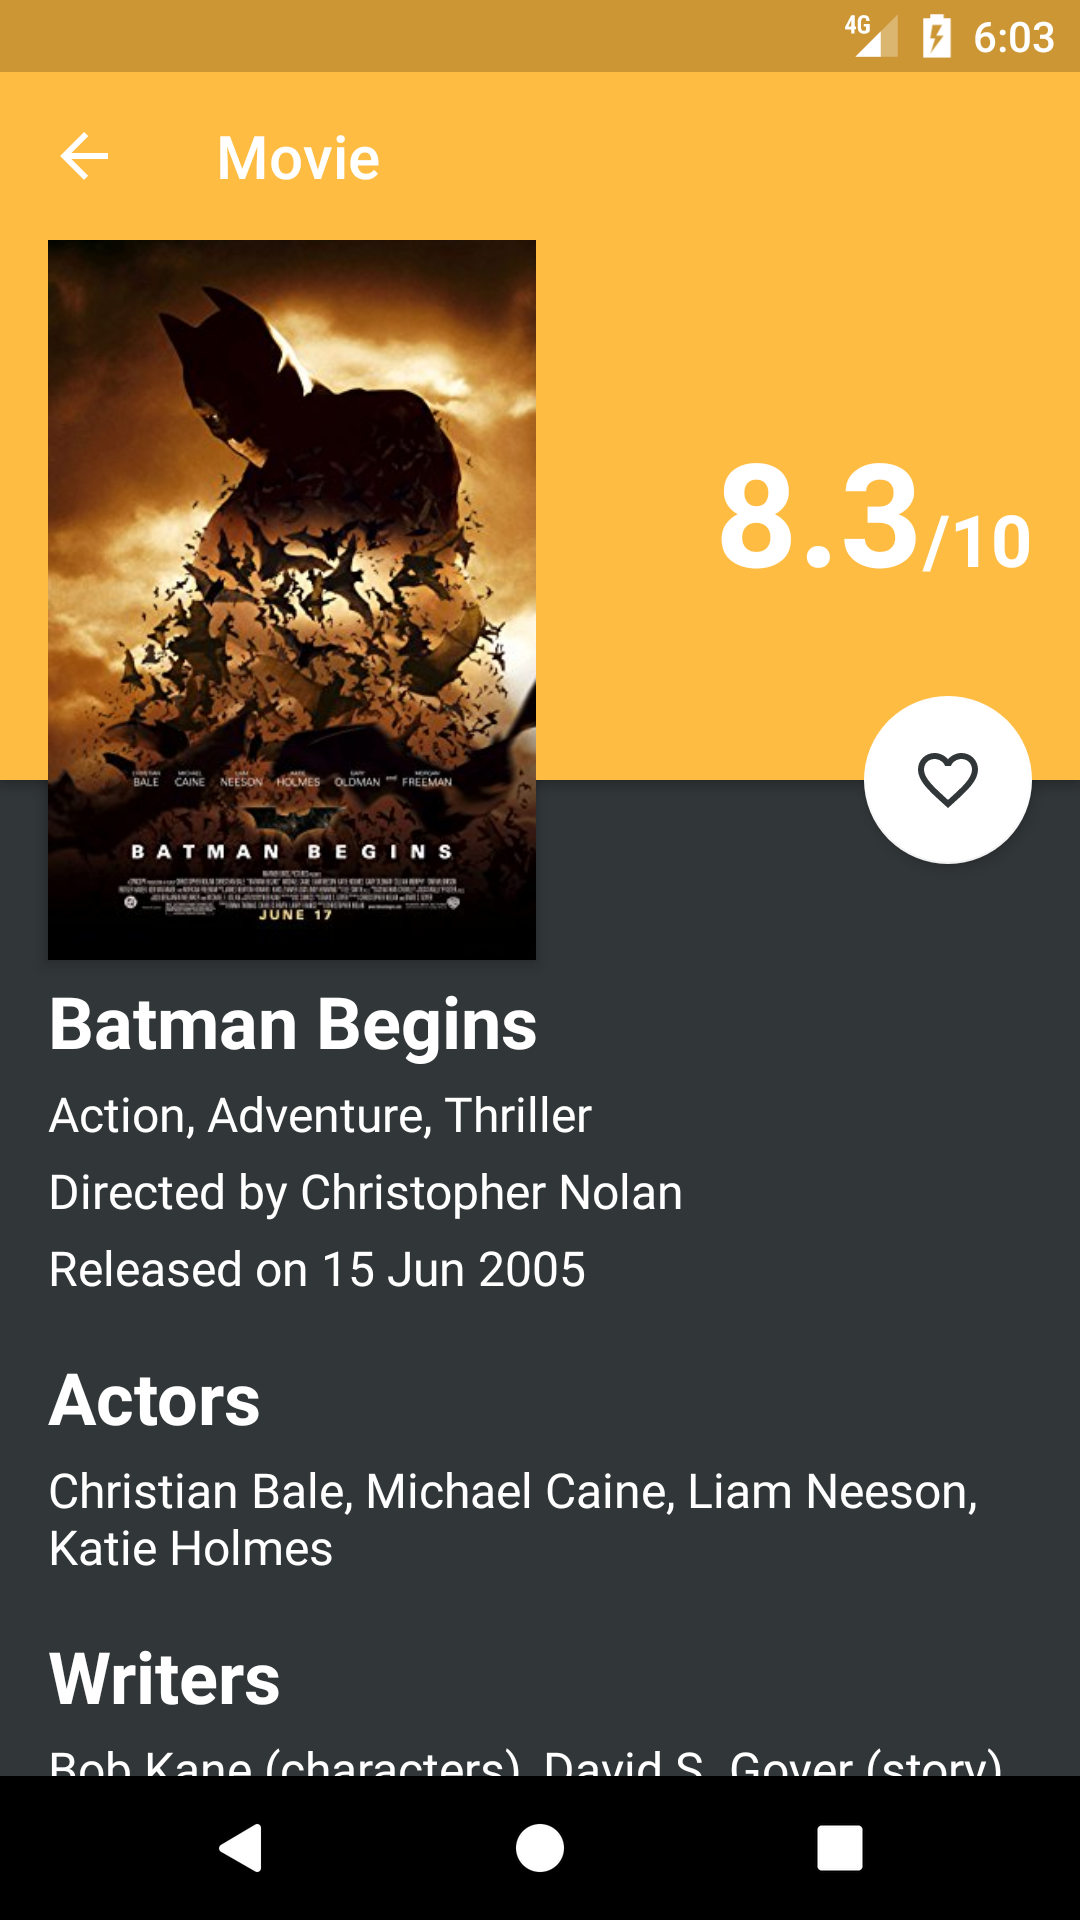 4G 6:03
Movie
8.3/10
BALE CAINE NEESON HOLMES OLDMAN and FREEMAN
BATMAN BEGINS
JUNE 17
Batman Begins
Action, Adventure, Thriller
Directed by Christopher Nolan
Released on 15 Jun 2005
Actors
Christian Bale, Michael Caine, Liam Neeson,
Katie Holmes
Writers
Bob Kane (characters), David S. Goyer (story)